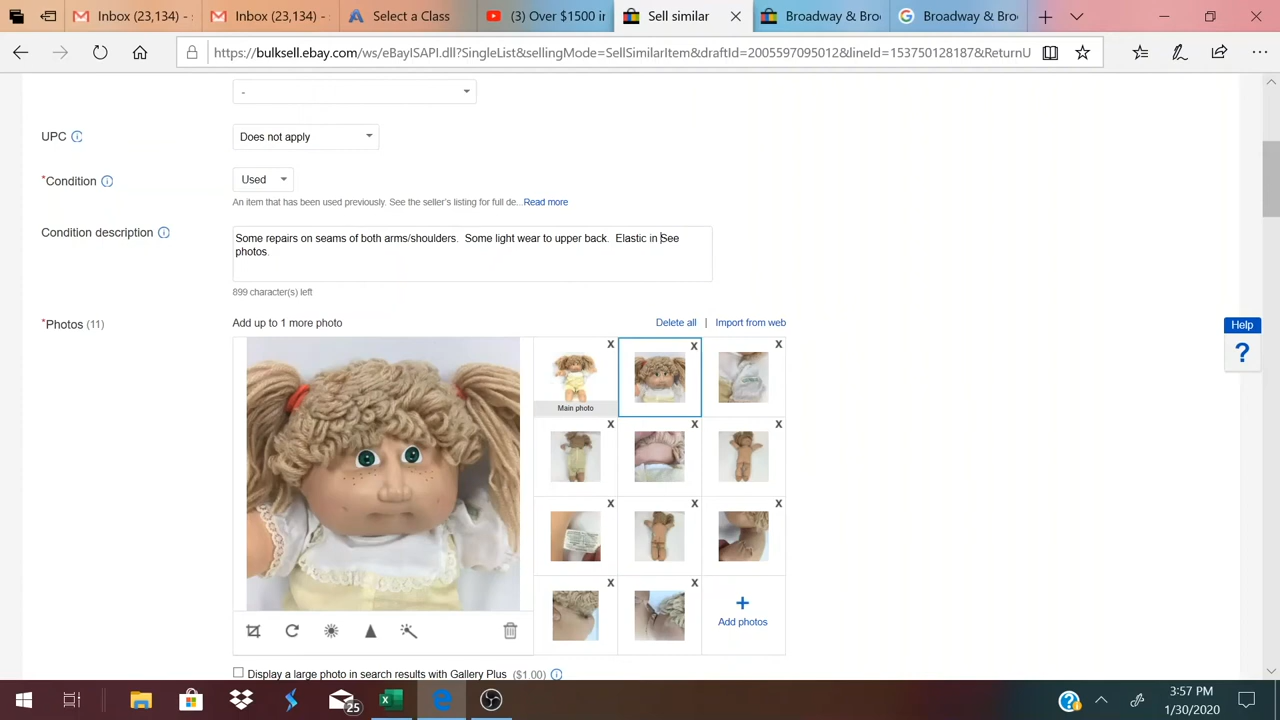 Inbox (23,134) -
Inbox (23,134) -
Select a Class
(3) Over $1500 in
Sell similar
Broadway & Bro
Broadway & Bro
https://bulksell.ebay.com/ws/eBayISAPI.dll?SingleList&sellingMode=SellSimilarItem&draftId=2005597095012&lineId=153750128187&ReturnU
-
UPC
Does not apply
*Condition
Used
An item that has been used previously. See the seller's listing for full de...Read more
Condition description
Some repairs on seams of both arms/shoulders. Some light wear to upper back. Elastic in See
photos.
899 character(s) left
*Photos (11)
Add up to 1 more photo
Delete all | Import from web
Main photo
Add photos
Display a large photo in search results with Gallery Plus ($1.00)
Help
?
25
3:57 PM
1/30/2020